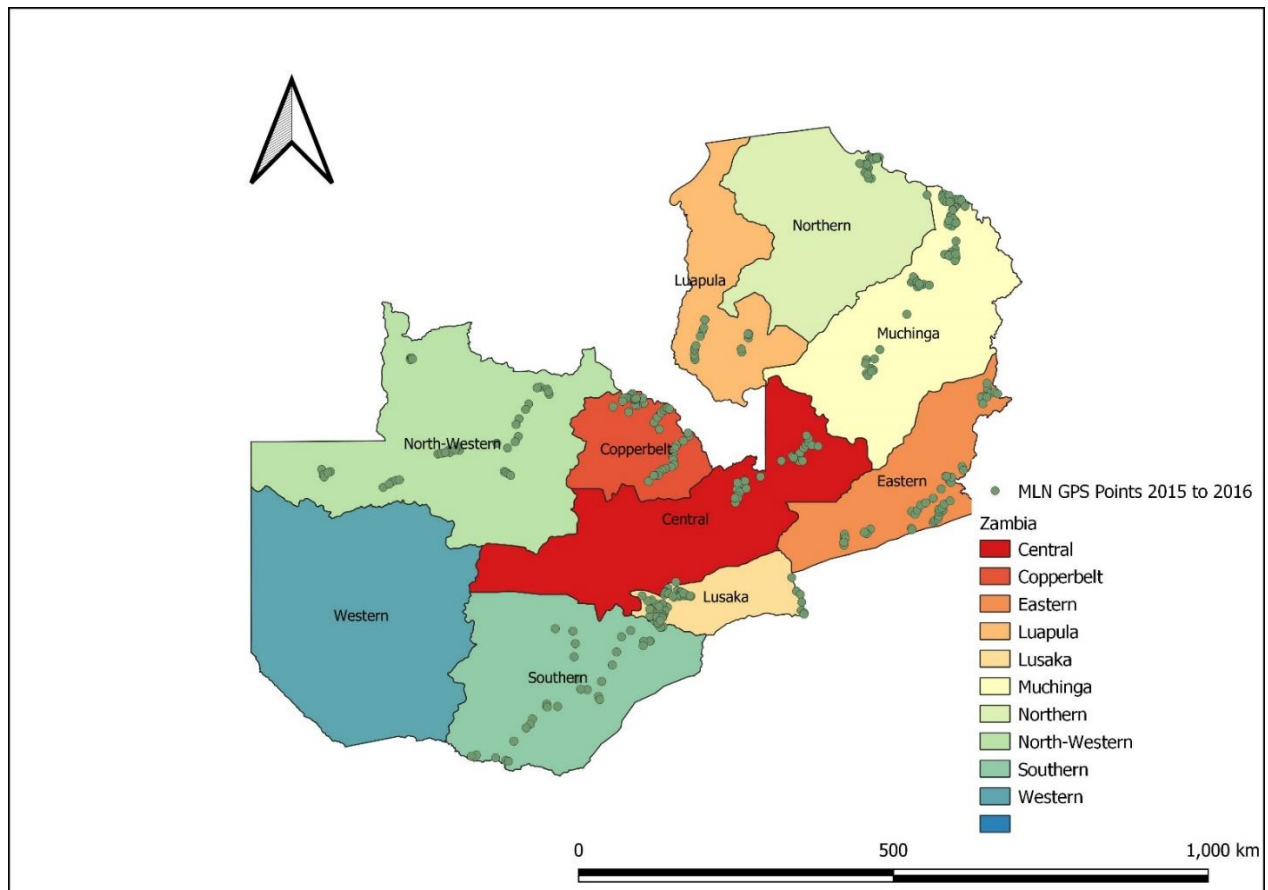 Northern
Luapula
Muchinga
North-Western
Copperbelt
Eastern
Central
Lusaka
Western
Southern
MLN GPS Points 2015 to 2016
Zambia
Central
Copperbelt
Eastern
Luapula
Lusaka
Muchinga
Northern
North-Western
Southern
Western
0 500 1,000 km